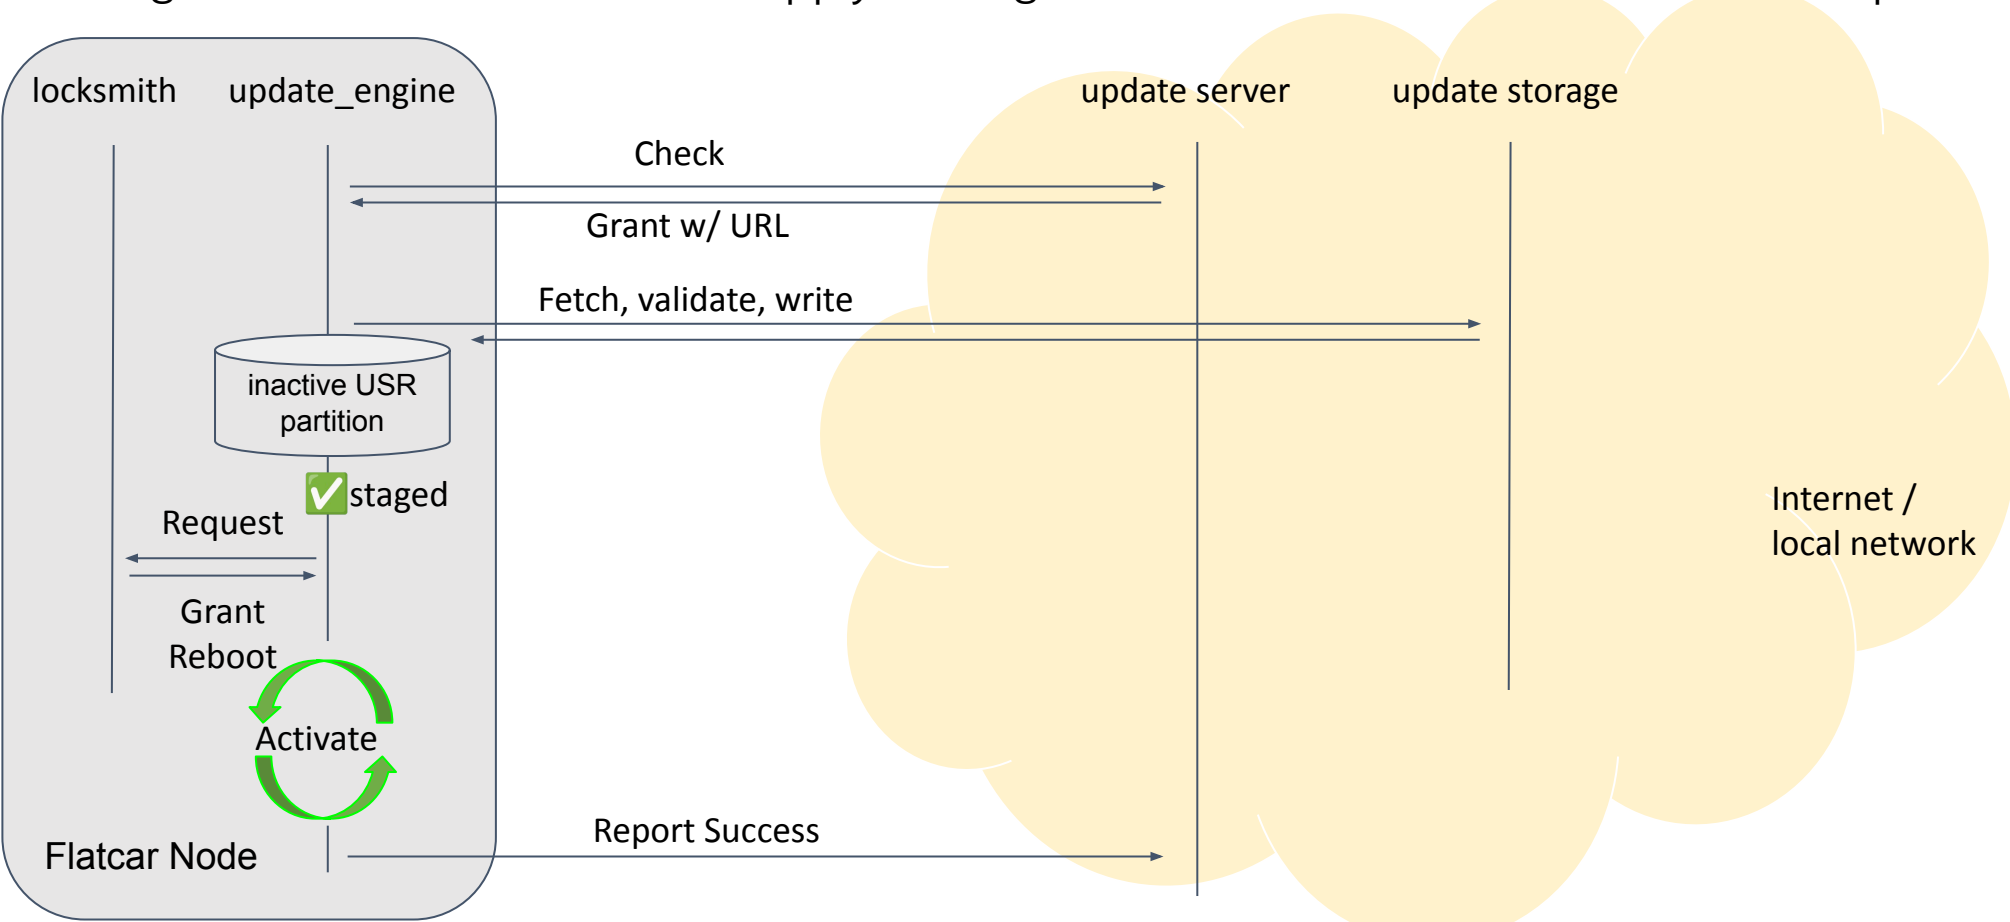 locksmith
update_engine
update server
update storage
Check
Grant w/ URL
Fetch, validate, write
inactive USR
partition
staged
Request
Grant
Reboot
Activate
Internet /
local network
Report Success
Flatcar Node